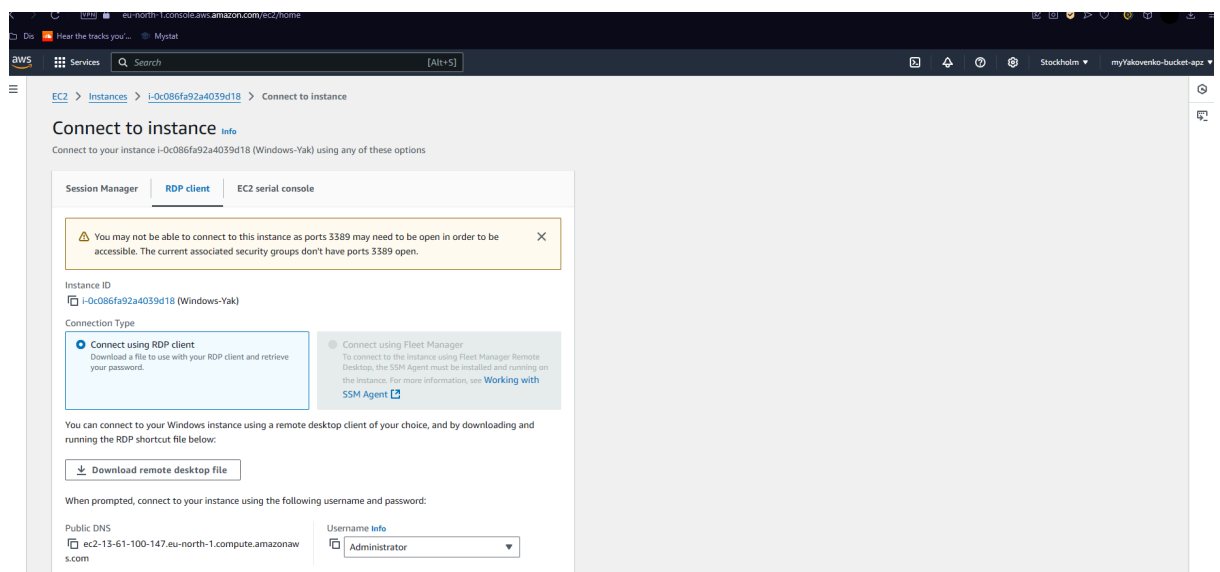 VPN eu-north-1.console.aws.amazon.com/ec2/home
Dis Hear the tracks you'... Mystat
aws Services Search [Alt+S] Stockholm ▼ myYakovenko-bucket-apz ▼
EC2 > Instances > i-0c086fa92a4039d18 > Connect to instance
Connect to instance Info
Connect to your instance i-0c086fa92a4039d18 (Windows-Yak) using any of these options
Session Manager RDP client EC2 serial console
You may not be able to connect to this instance as ports 3389 may need to be open in order to be
accessible. The current associated security groups don't have ports 3389 open.
Instance ID
i-0c086fa92a4039d18 (Windows-Yak)
Connection Type
Connect using RDP client
Download a file to use with your RDP client and retrieve
your password.
Connect using Fleet Manager
To connect to the instance using Fleet Manager Remote
Desktop, the SSM Agent must be installed and running on
the instance. For more information, see Working with
SSM Agent
You can connect to your Windows instance using a remote desktop client of your choice, and by downloading and
running the RDP shortcut file below:
Download remote desktop file
When prompted, connect to your instance using the following username and password:
Public DNS
ec2-13-61-100-147.eu-north-1.compute.amazonaw
s.com
Username Info
Administrator ▼